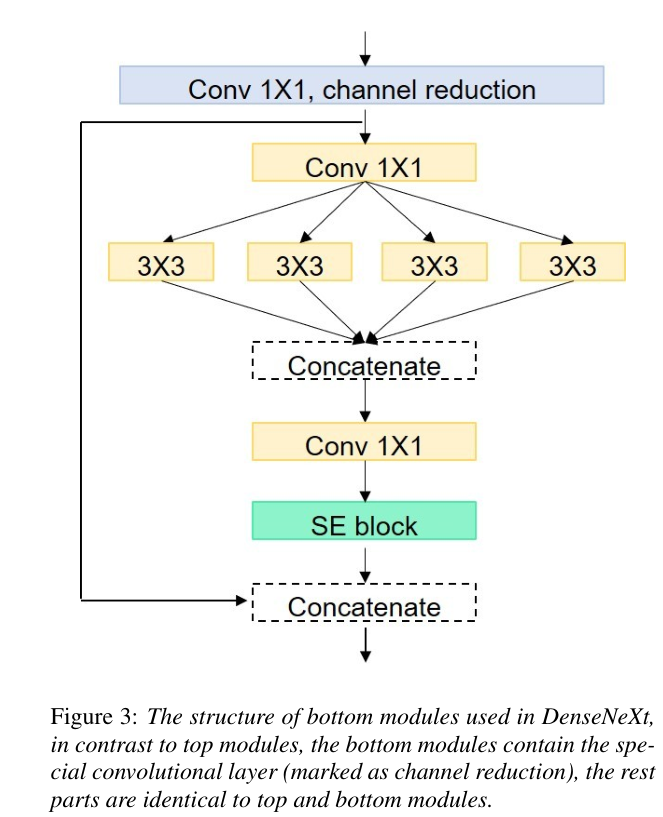 Conv 1X1, channel reduction
Conv 1X1
3X3 3X3 3X3 3X3
Concatenate
Conv 1X1
SE block
Concatenate
Figure 3: The structure of bottom modules used in DenseNeXt,
in contrast to top modules, the bottom modules contain the spe-
cial convolutional layer (marked as channel reduction), the rest
parts are identical to top and bottom modules.